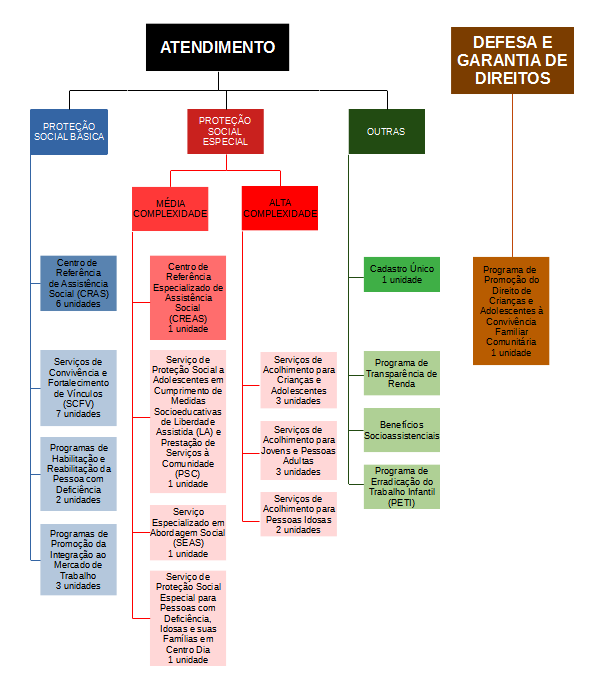 ATENDIMENTO
DEFESA E
GARANTIA DE
DIREITOS
PROTEÇÃO
SOCIAL BÁSICA
PROTEÇÃO
SOCIAL
ESPECIAL
OUTRAS
MÉDIA
COMPLEXIDADE
ALTA
COMPLEXIDADE
Centro de
Referência
de Assistência
Social (CRAS)
6 unidades
Serviços de
Convivência e
Fortalecimento
de Vínculos
(SCFV)
7 unidades
Programas de
Habilitação e
Reabilitação da
Pessoa com
Deficiência
2 unidades
Programas de
Promoção da
Integração ao
Mercado de
Trabalho
3 unidades
Centro de
Referência
Especializado de
Assistência
Social
(CREAS)
1 unidade
Serviço de
Proteção Social a
Adolescentes em
Cumprimento de
Medidas
Socioeducativas
de Liberdade
Assistida (LA) e
Prestação de
Serviços à
Comunidade
(PSC)
1 unidade
Serviço
Especializado em
Abordagem Social
(SEAS)
1 unidade
Serviço de
Proteção Social
Especial para
Pessoas com
Deficiência,
Idosas e suas
Famílias em
Centro Dia
1 unidade
Serviços de
Acolhimento para
Crianças e
Adolescentes
3 unidades
Serviços de
Acolhimento para
Jovens e Pessoas
Adultas
3 unidades
Serviços de
Acolhimento para
Pessoas Idosas
2 unidades
Cadastro Único
1 unidade
Programa de
Transparência de
Renda
Benefícios
Socioassistenciais
Programa de
Erradicação do
Trabalho Infantil
(PETI)
Programa de
Promoção do
Direito de
Crianças e
Adolescentes à
Convivência
Familiar
Comunitária
1 unidade